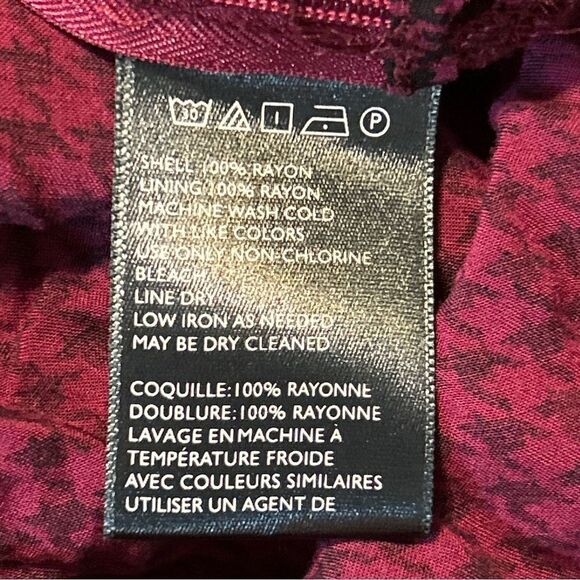 30 P
SHELL:100% RAYON
LINING:100% RAYON
MACHINE WASH COLD
WITH LIKE COLORS
USE ONLY NON-CHLORINE
BLEACH
LINE DRY
LOW IRON AS NEEDED
MAY BE DRY CLEANED
COQUILLE:100% RAYONNE
DOUBLURE:100% RAYONNE
LAVAGE EN MACHINE À
TEMPÉRATURE FROIDE
AVEC COULEURS SIMILAIRES
UTILISER UN AGENT DE